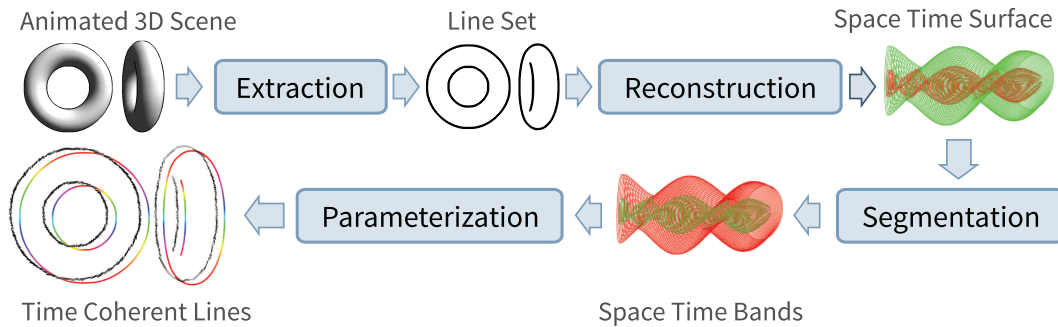 Animated 3D Scene
Line Set
Space Time Surface
Extraction
Reconstruction
Segmentation
Parameterization
Time Coherent Lines
Space Time Bands